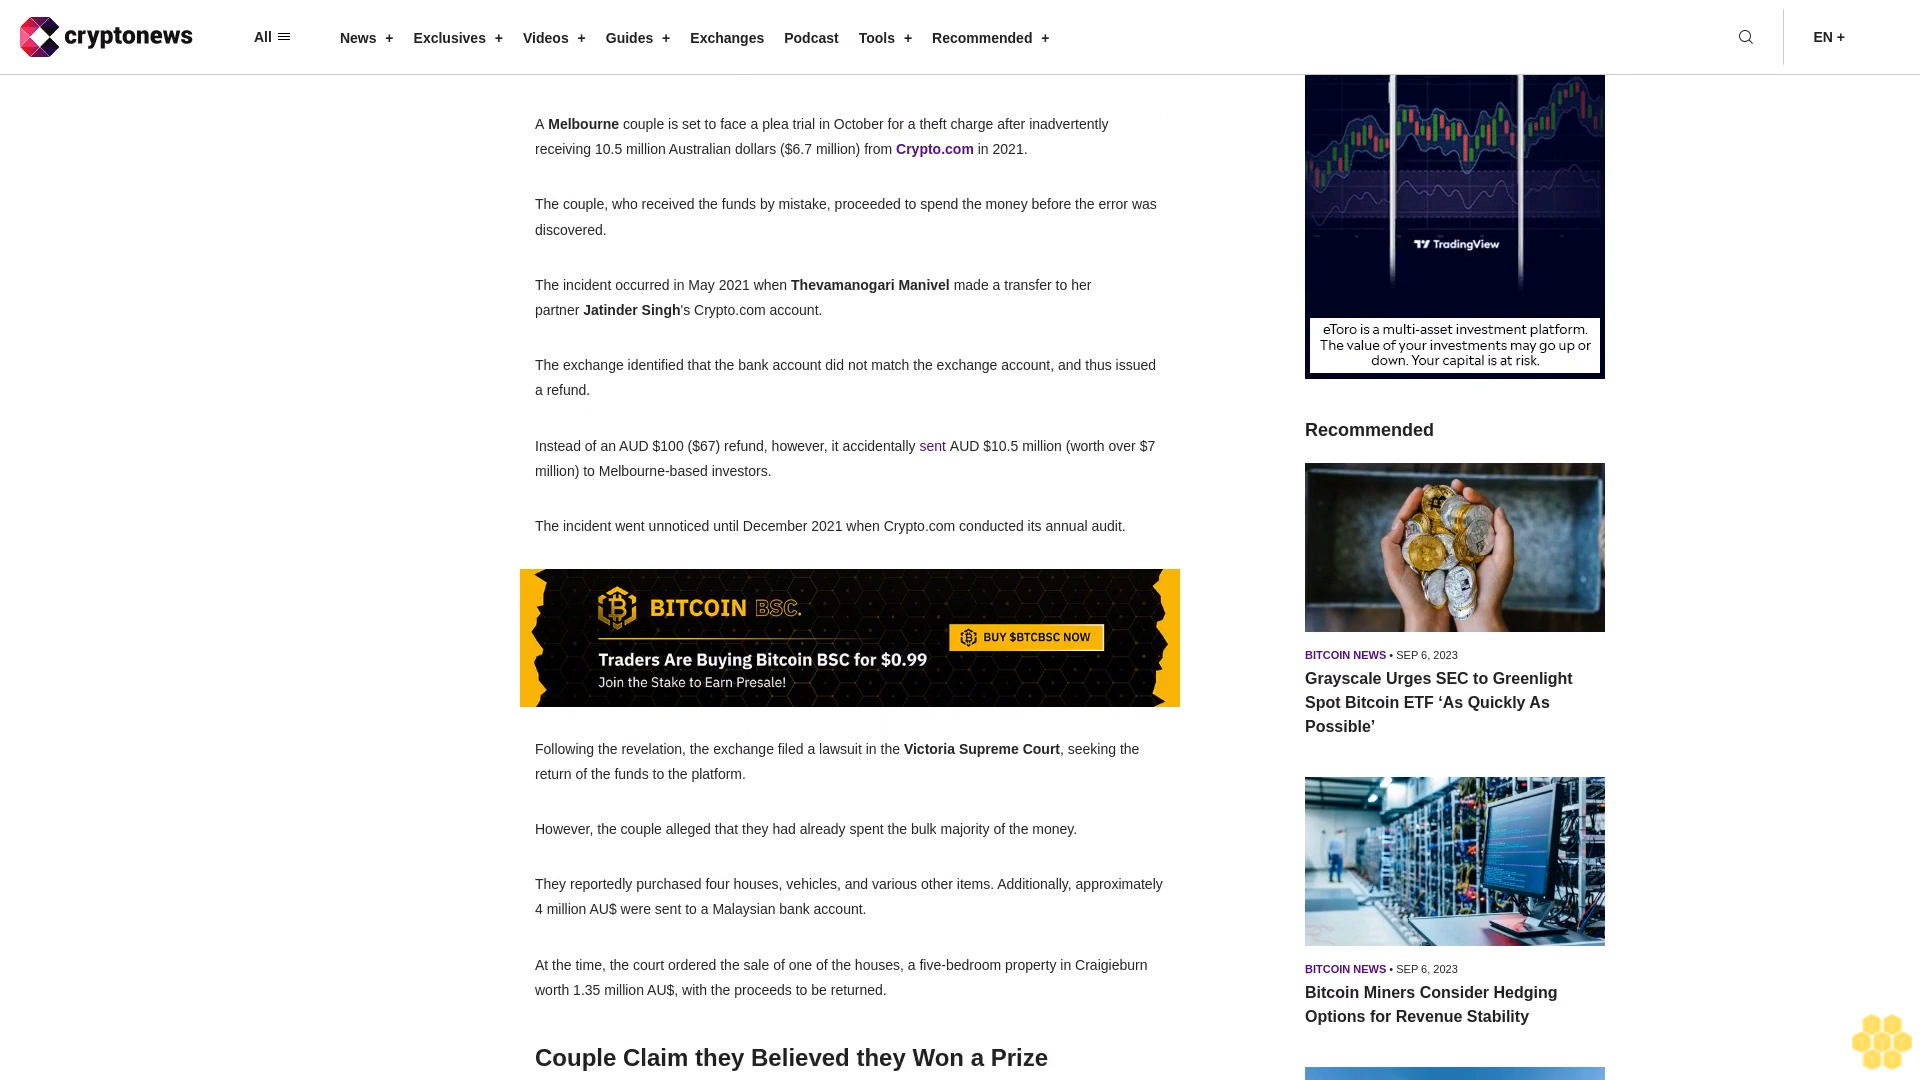 cryptonews
All
News +
Exclusives +
Videos +
Guides +
Exchanges
Podcast
Tools +
Recommended +
EN +
A Melbourne couple is set to face a plea trial in October for a theft charge after inadvertently
receiving 10.5 million Australian dollars ($6.7 million) from Crypto.com in 2021.
The couple, who received the funds by mistake, proceeded to spend the money before the error was
discovered.
The incident occurred in May 2021 when Thevamanogari Manivel made a transfer to her
partner Jatinder Singh's Crypto.com account.
The exchange identified that the bank account did not match the exchange account, and thus issued
a refund.
Instead of an AUD $100 ($67) refund, however, it accidentally sent AUD $10.5 million (worth over $7
million) to Melbourne-based investors.
The incident went unnoticed until December 2021 when Crypto.com conducted its annual audit.
BITCOIN BSC.
Traders Are Buying Bitcoin BSC for $0.99
Join the Stake to Earn Presale!
BUY $BTCBSC NOW
Following the revelation, the exchange filed a lawsuit in the Victoria Supreme Court, seeking the
return of the funds to the platform.
However, the couple alleged that they had already spent the bulk majority of the money.
They reportedly purchased four houses, vehicles, and various other items. Additionally, approximately
4 million AU$ were sent to a Malaysian bank account.
At the time, the court ordered the sale of one of the houses, a five-bedroom property in Craigieburn
worth 1.35 million AU$, with the proceeds to be returned.
Couple Claim they Believed they Won a Prize
TradingView
eToro is a multi-asset investment platform.
The value of your investments may go up or
down. Your capital is at risk.
Recommended
BITCOIN NEWS • SEP 6, 2023
Grayscale Urges SEC to Greenlight
Spot Bitcoin ETF ‘As Quickly As
Possible’
BITCOIN NEWS • SEP 6, 2023
Bitcoin Miners Consider Hedging
Options for Revenue Stability